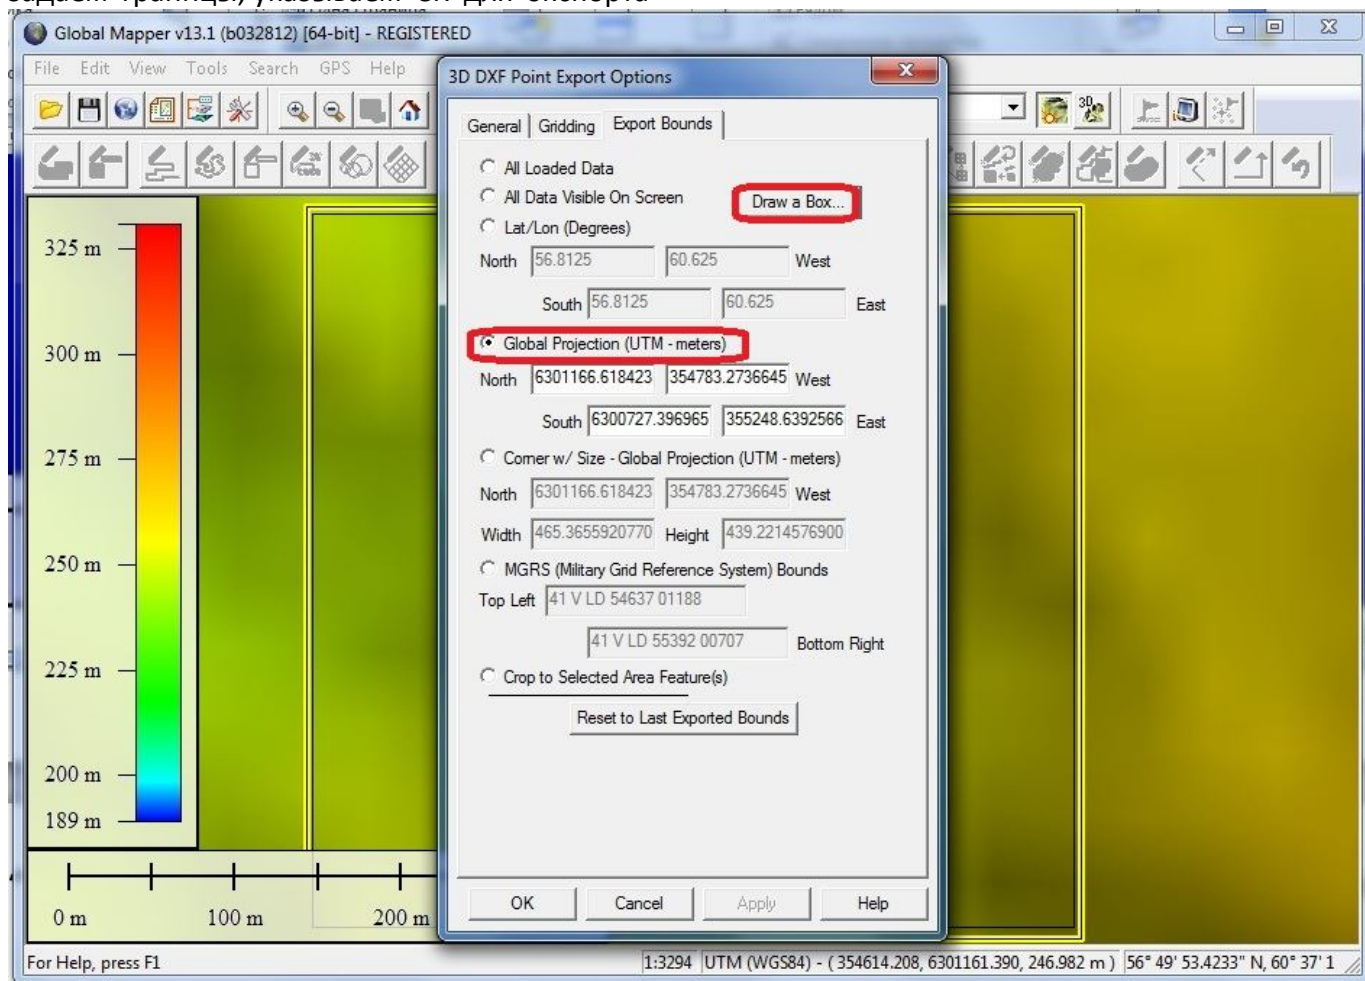 задаем границы, указываем СК для экспорта
Global Mapper v13.1 (b032812) [64-bit] - REGISTERED
File Edit View Tools Search GPS Help
3D DXF Point Export Options
General Gridding Export Bounds
All Loaded Data
All Data Visible On Screen
Draw a Box...
Lat/Lon (Degrees)
North 56.8125 60.625 West
South 56.8125 60.625 East
Global Projection (UTM - meters)
North 6301166.618423 354783.2736645 West
South 6300727.396965 355248.6392566 East
Corner w/ Size - Global Projection (UTM - meters)
North 6301166.618423 354783.2736645 West
Width 465.3655920770 Height 439.2214576900
MGRS (Military Grid Reference System) Bounds
Top Left 41 V LD 54637 01188
41 V LD 55392 00707 Bottom Right
Crop to Selected Area Feature(s)
Reset to Last Exported Bounds
OK Cancel Apply Help
325 m
300 m
275 m
250 m
225 m
200 m
189 m
0 m 100 m 200 m
For Help, press F1
1:3294 UTM (WGS84) - ( 354614.208, 6301161.390, 246.982 m ) 56° 49' 53.4233" N, 60° 37' 1